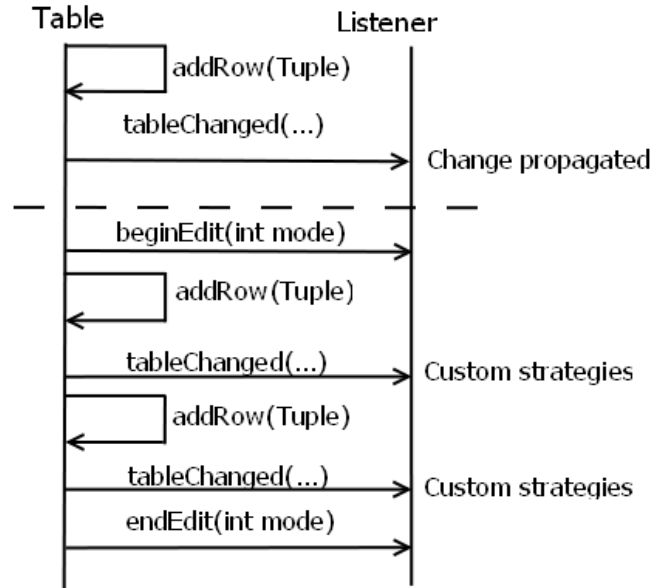 Table
Listener
addRow(Tuple)
tableChanged(...)
Change propagated
beginEdit(int mode)
addRow(Tuple)
tableChanged(...)
Custom strategies
addRow(Tuple)
tableChanged(...)
Custom strategies
endEdit(int mode)